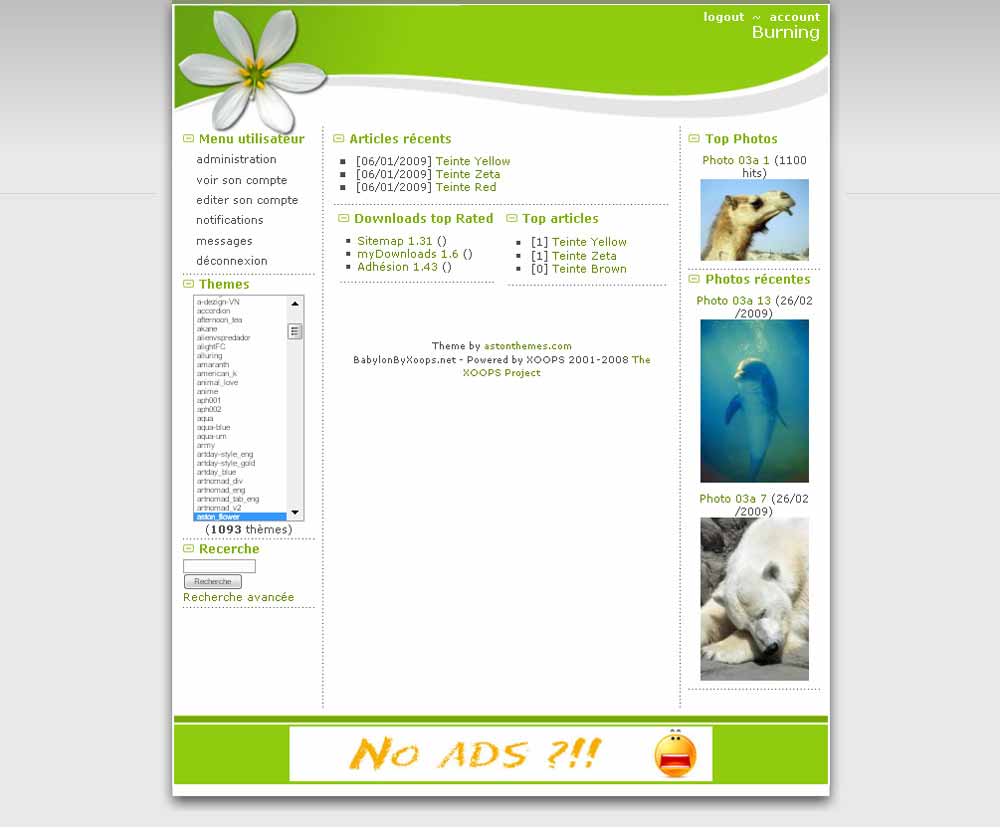 logout ~ account
Burning
Menu utilisateur
administration
voir son compte
editer son compte
notifications
messages
déconnexion
Themes
a-dezign-VN
accordion
afternoon_tea
akane
alienvspredador
alightFC
alluring
amaranth
american_k
animal_love
anime
aph001
aph002
aqua
aqua-blue
aqua-um
army
artday-style_eng
artday-style_gold
artday_blue
artnomad_div
artnomad_eng
artnomad_tab_eng
artnomad_v2
aston_flower
(1093 thèmes)
Recerche
Recherche
Recherche avancée
Articles récents
[06/01/2009] Teinte Yellow
[06/01/2009] Teinte Zeta
[06/01/2009] Teinte Red
Downloads top Rated
Sitemap 1.31 ()
myDownloads 1.6 ()
Adhésion 1.43 ()
Top articles
[1] Teinte Yellow
[1] Teinte Zeta
[0] Teinte Brown
Theme by astonthemes.com
BabylonByXoops.net - Powered by XOOPS 2001-2008 The
XOOPS Project
Top Photos
Photo 03a 1 (1100
hits)
Photos récentes
Photo 03a 13 (26/02
/2009)
Photo 03a 7 (26/02
/2009)
No ADS ?!!